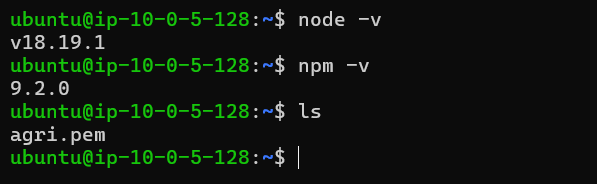 ubuntu@ip-10-0-5-128:~$ node -v
v18.19.1
ubuntu@ip-10-0-5-128:~$ npm -v
9.2.0
ubuntu@ip-10-0-5-128:~$ ls
agri.pem
ubuntu@ip-10-0-5-128:~$